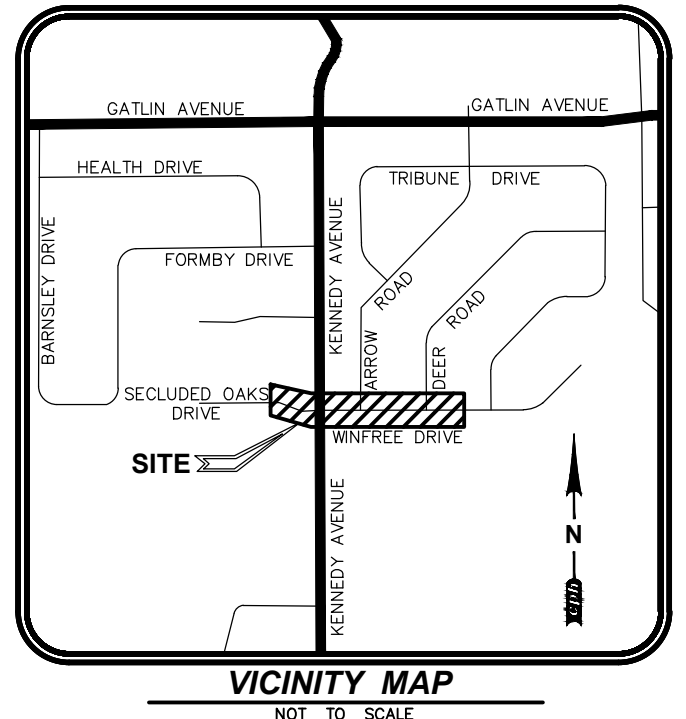 GATLIN AVENUE
GATLIN AVENUE
HEALTH DRIVE
TRIBUNE DRIVE
BARNSLEY DRIVE
KENNEDY AVENUE
FORMBY DRIVE
ARROW ROAD
DEER ROAD
SECLUDED OAKS
DRIVE
WINFREE DRIVE
SITE
KENNEDY AVENUE
N
VICINITY MAP
NOT TO SCALE